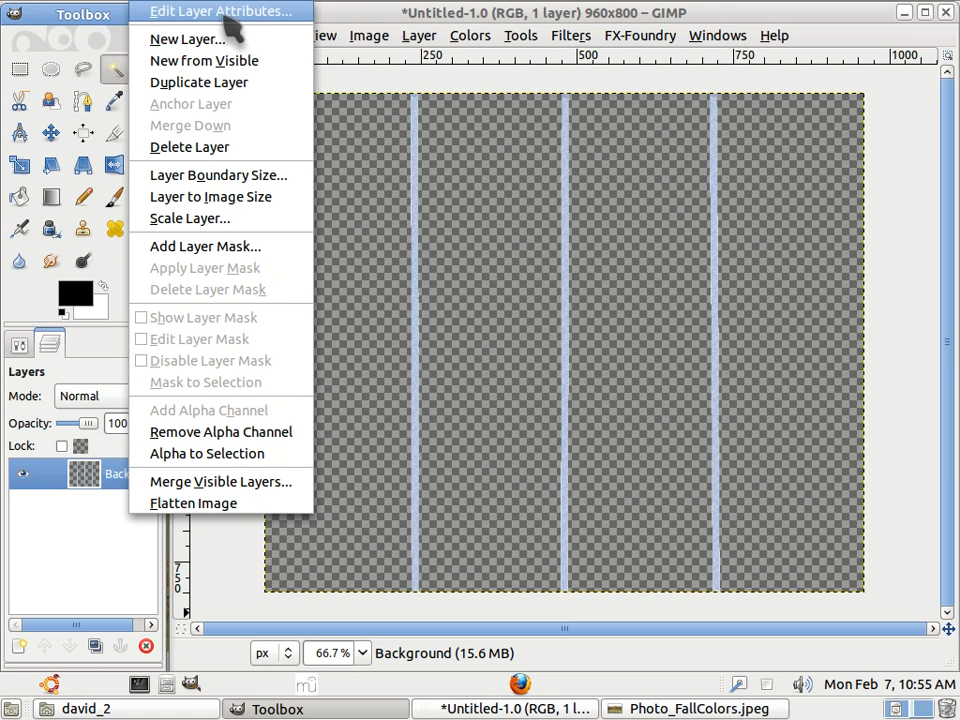 Toolbox
*Untitled-1.0 (RGB, 1 layer) 960x800 – GIMP
Edit Layer Attributes...
New Layer...
New from Visible
Duplicate Layer
Anchor Layer
Merge Down
Delete Layer
Layer Boundary Size...
Layer to Image Size
Scale Layer...
Add Layer Mask...
Apply Layer Mask
Delete Layer Mask
Show Layer Mask
Edit Layer Mask
Disable Layer Mask
Mask to Selection
Add Alpha Channel
Remove Alpha Channel
Alpha to Selection
Merge Visible Layers...
Flatten Image
Image Layer Colors Tools Filters FX-Foundry Windows Help
250 500 750 1000
Layers
Mode: Normal
Opacity: 100
Lock:
750
px 66.7% Background (15.6 MB)
Mon Feb 7, 10:55 AM
david_2
Toolbox
*Untitled-1.0 (RGB, 1 l...
Photo_FallColors.jpeg